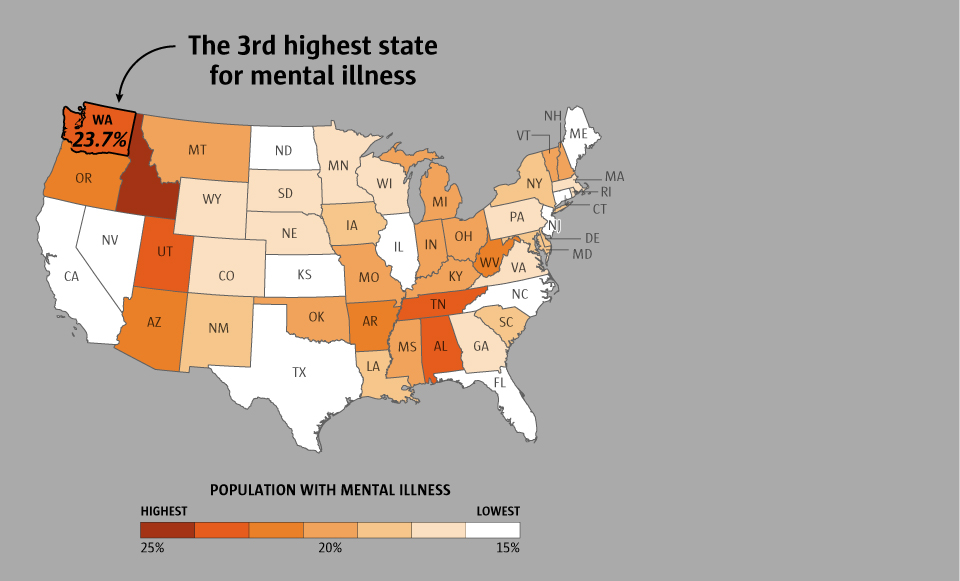 The 3rd highest state
for mental illness
WA
23.7%
NH
VT
ME
MT
ND
MN
OR
WI
MA
SD
NY
RI
WY
MI
CT
PA
IA
NJ
NE
OH
NV
IN
DE
IL
UT
MD
WV
VA
CA
CO
KS
MO
KY
NC
TN
AZ
NM
OK
AR
SC
MS
AL
GA
LA
TX
FL
POPULATION WITH MENTAL ILLNESS
HIGHEST LOWEST
25% 20% 15%